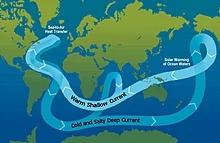 Sea-to-Air
Heat Transfer
Solar Warming
of Ocean Waters
Warm Shallow Current
Cold and Salty Deep Current